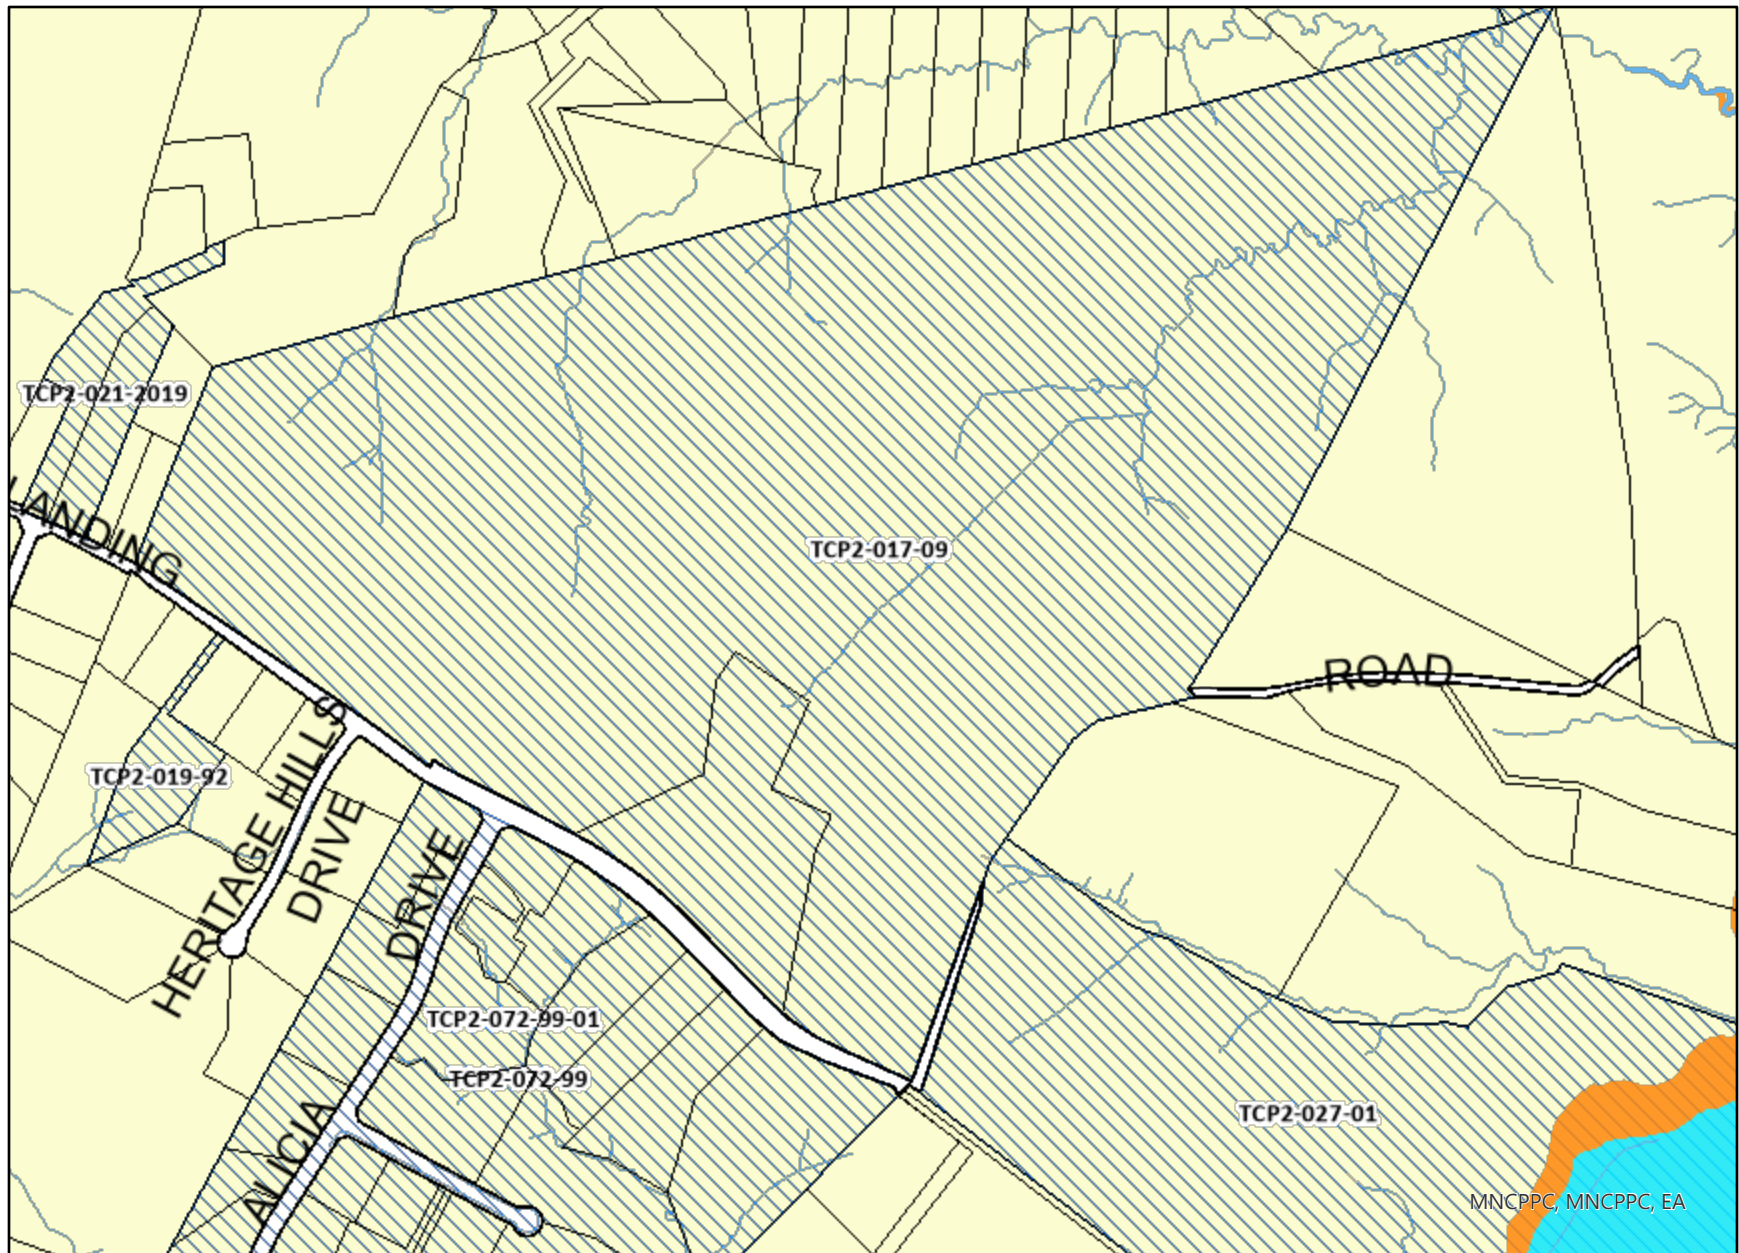 TCP2-021-2019
LANDING
TCP2-017-09
ROAD
TCP2-019-92
HERITAGE HILLS
DRIVE
DRIVE
TCP2-072-99-01
TCP2-072-99
ALICIA
TCP2-027-01
MNCPPC, MNCPPC, EA